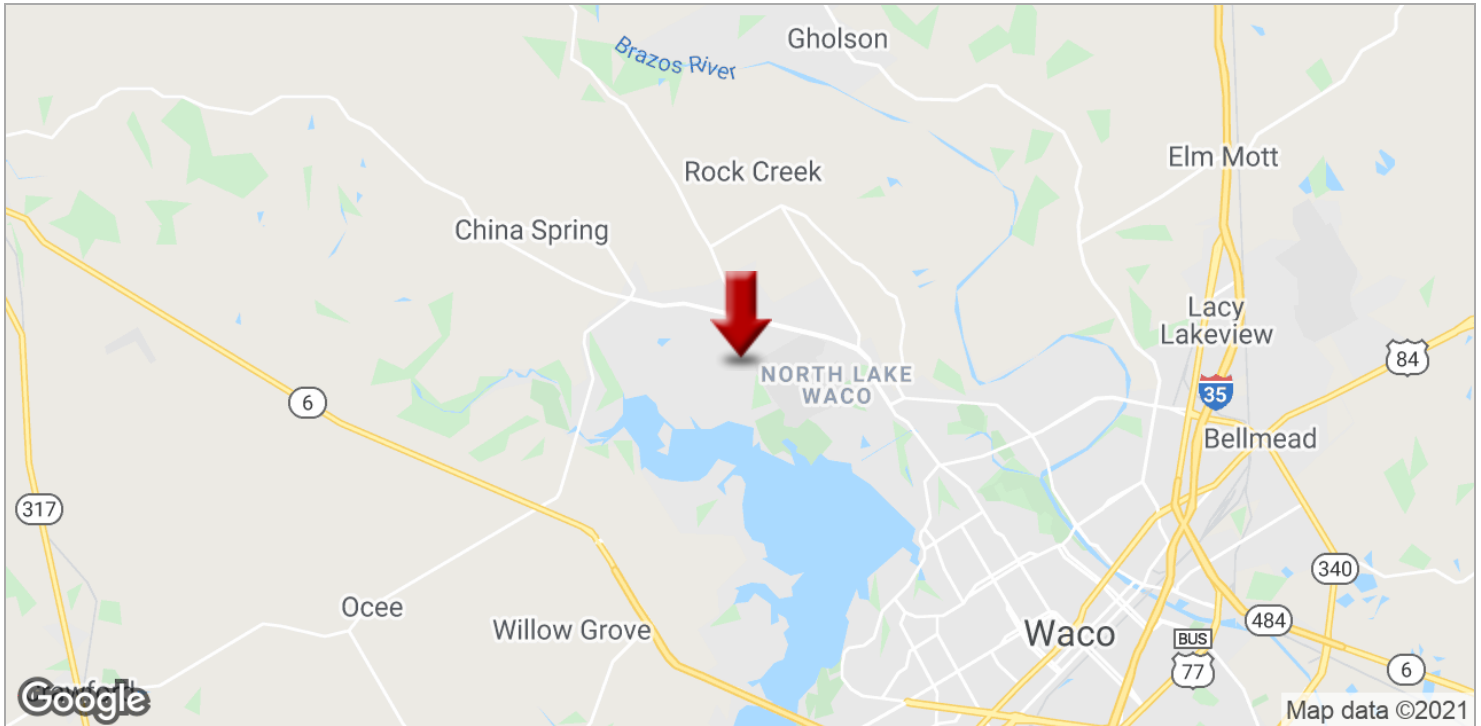 Gholson
Brazos River
Elm Mott
Rock Creek
China Spring
Lacy
Lakeview
84
NORTH LAKE
WACO
35
6
Bellmead
317
340
Ocee
484
Willow Grove
Waco
BUS
77
6
Crawford
Google
Map data ©2021